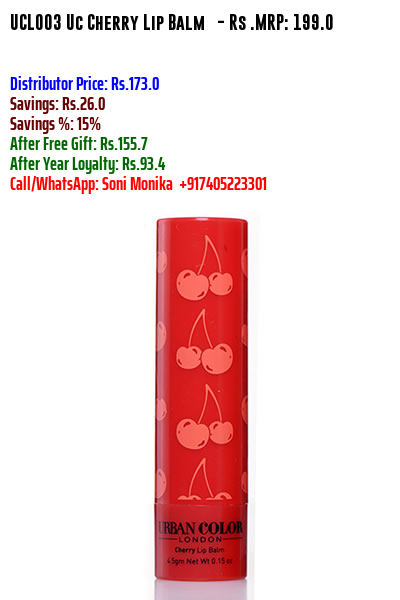 UCL003 Uc Cherry Lip Balm - Rs .MRP: 199.0
Distributor Price: Rs.173.0
Savings: Rs.26.0
Savings %: 15%
After Free Gift: Rs.155.7
After Year Loyalty: Rs.93.4
Call/WhatsApp: Soni Monika +917405223301
URBAN COLOR
LONDON
Cherry Lip Balm
4.5gm Net Wt 0.15 oz